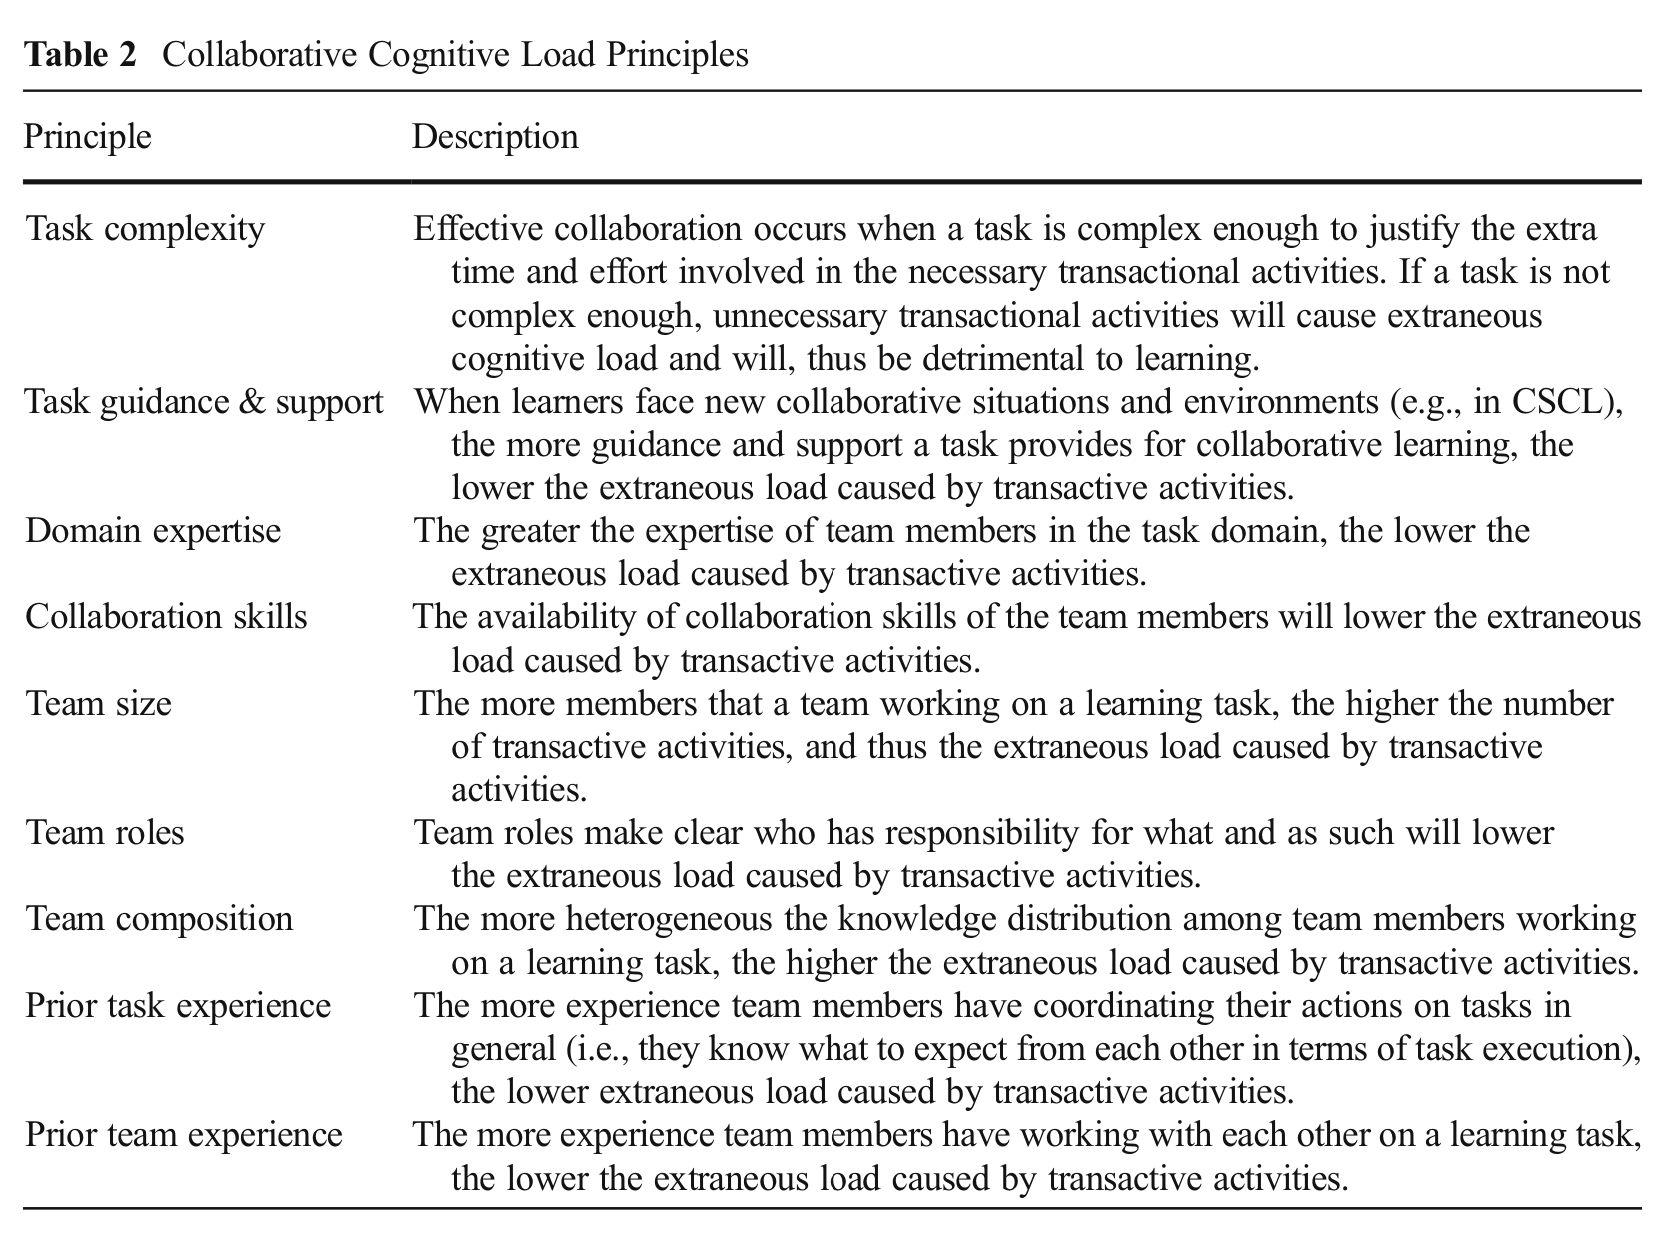 Table 2 Collaborative Cognitive Load Principles
Principle Description
Task complexity Effective collaboration occurs when a task is complex enough to justify the extra
time and effort involved in the necessary transactional activities. If a task is not
complex enough, unnecessary transactional activities will cause extraneous
cognitive load and will, thus be detrimental to learning.
Task guidance & support When learners face new collaborative situations and environments (e.g., in CSCL),
the more guidance and support a task provides for collaborative learning, the
lower the extraneous load caused by transactive activities.
Domain expertise The greater the expertise of team members in the task domain, the lower the
extraneous load caused by transactive activities.
Collaboration skills The availability of collaboration skills of the team members will lower the extraneous
load caused by transactive activities.
Team size The more members that a team working on a learning task, the higher the number
of transactive activities, and thus the extraneous load caused by transactive
activities.
Team roles Team roles make clear who has responsibility for what and as such will lower
the extraneous load caused by transactive activities.
Team composition The more heterogeneous the knowledge distribution among team members working
on a learning task, the higher the extraneous load caused by transactive activities.
Prior task experience The more experience team members have coordinating their actions on tasks in
general (i.e., they know what to expect from each other in terms of task execution),
the lower extraneous load caused by transactive activities.
Prior team experience The more experience team members have working with each other on a learning task,
the lower the extraneous load caused by transactive activities.